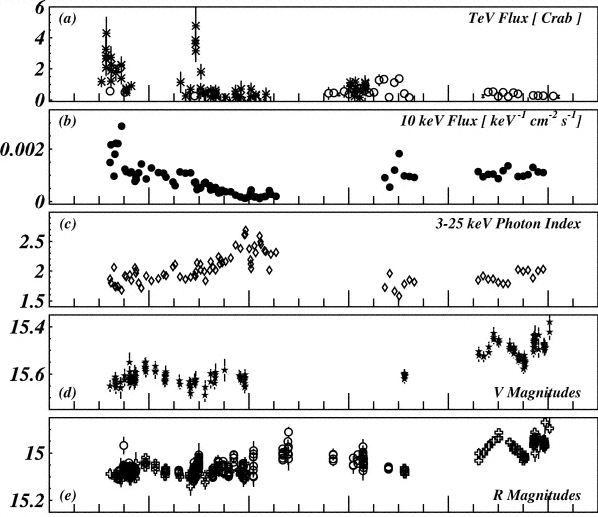 6 (a) TeV Flux [ Crab ]
4
2
0
(b) 10 keV Flux [ keV⁻¹ cm⁻² s⁻¹]
0.002
0
(c) 3-25 keV Photon Index
2.5
2
1.5
15.4
15.6
(d) V Magnitudes
15
15.2
(e) R Magnitudes